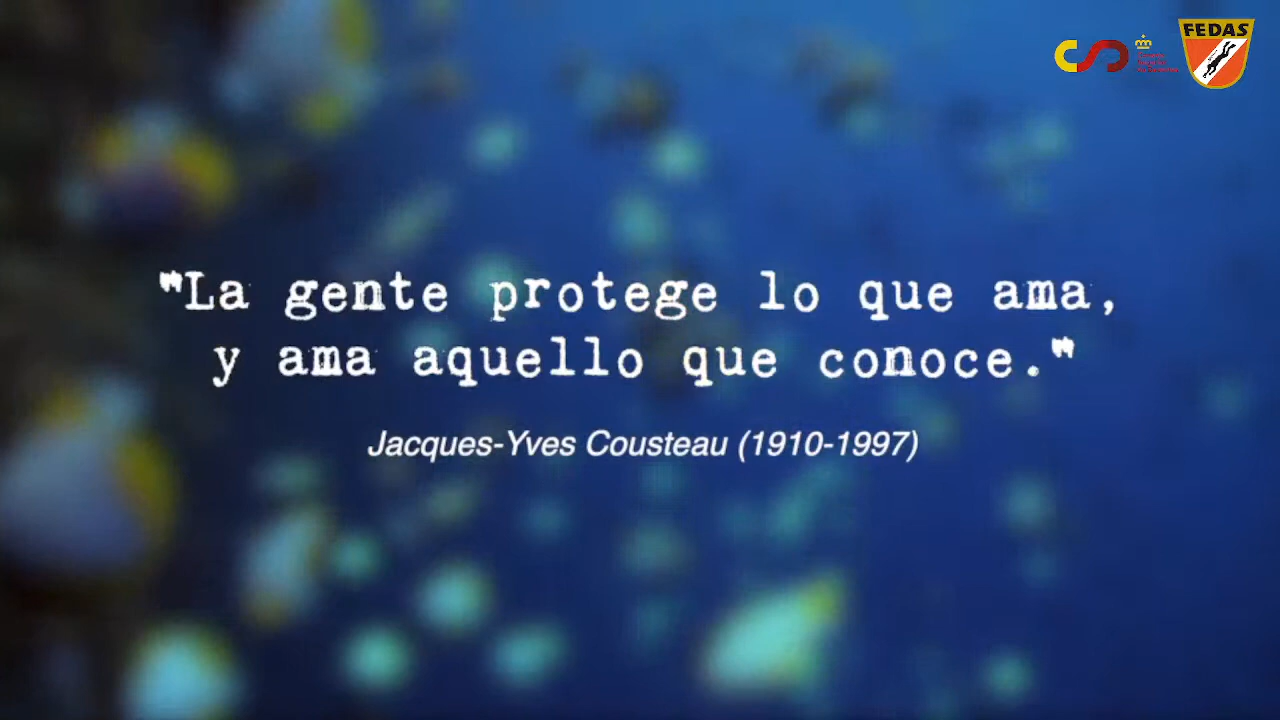 FEDAS
"La gente protege lo que ama,
y ama aquello que conoce."
Jacques-Yves Cousteau (1910-1997)